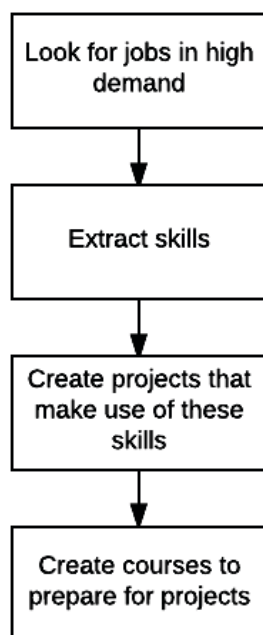 Look for jobs in high
demand
Extract skills
Create projects that
make use of these
skills
Create courses to
prepare for projects